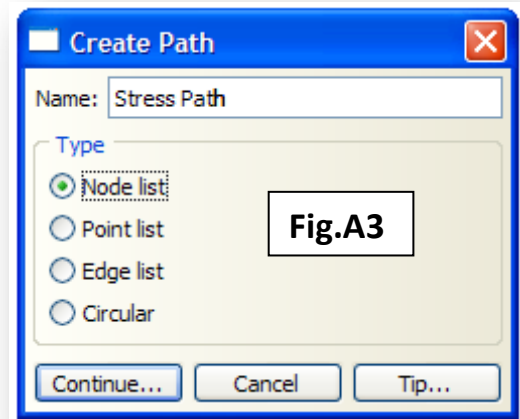 Create Path
Name: Stress Path
Type
Node list
Point list
Fig.A3
Edge list
Circular
Continue... Cancel Tip...